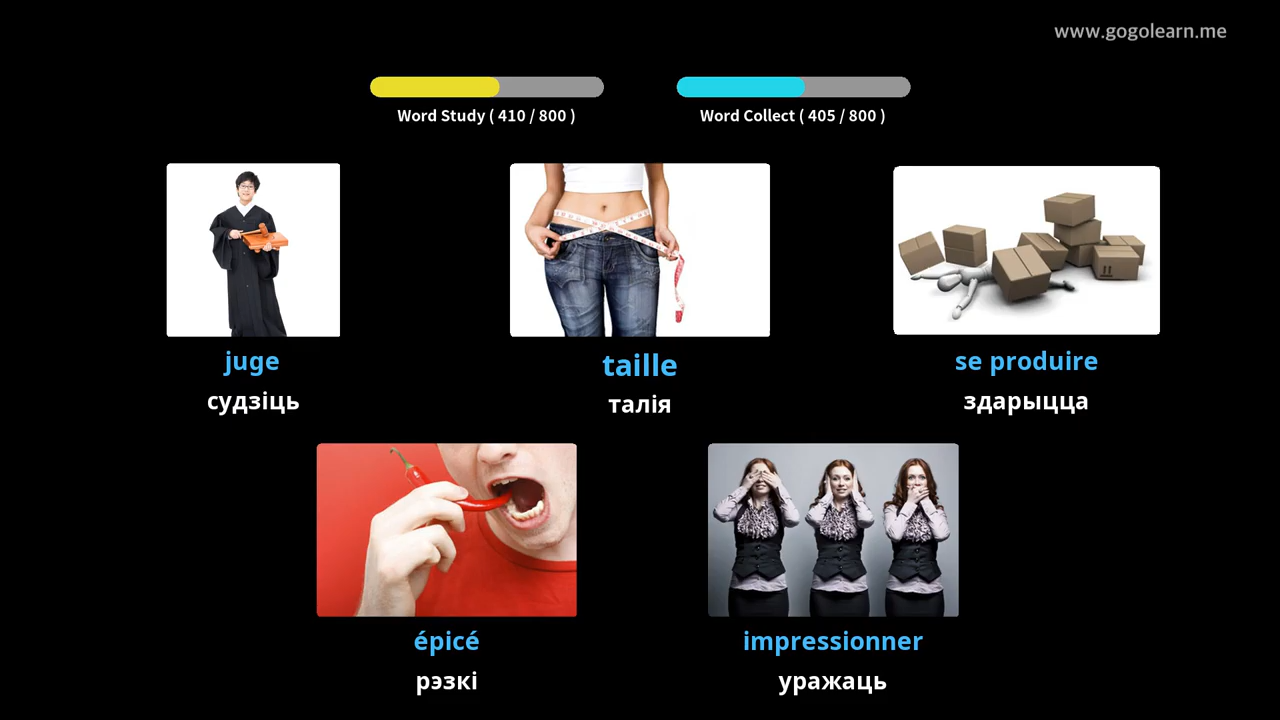 www.gogolearn.me
Word Study ( 410 / 800 )
Word Collect ( 405 / 800 )
juge
судзіць
taille
талія
se produire
здарыцца
épicé
рэзкі
impressionner
уражаць